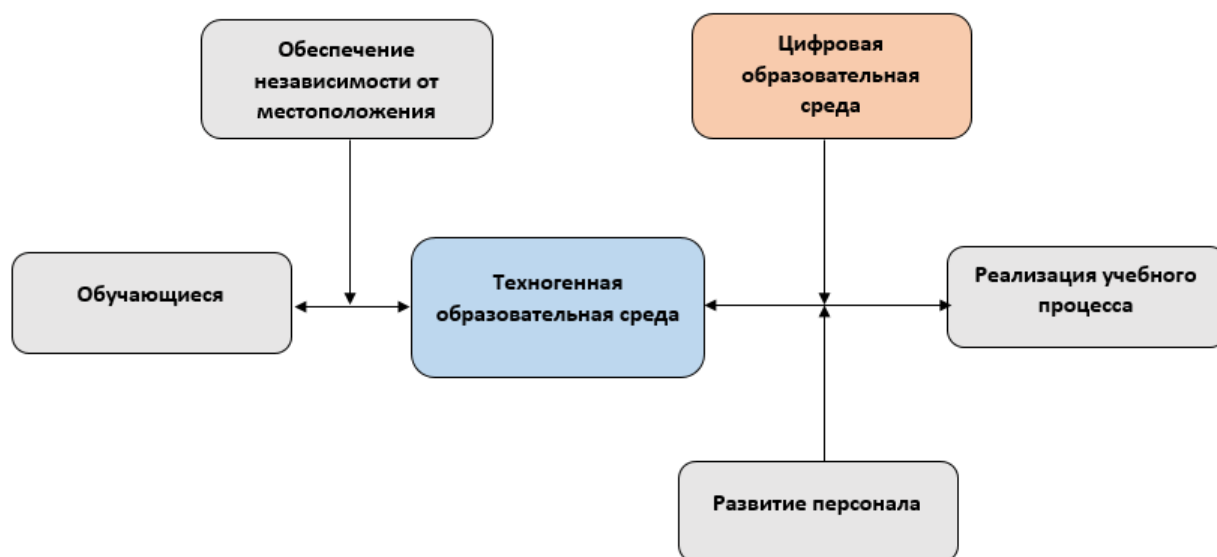 Обеспечение
независимости от
местоположения
Цифровая
образовательная
среда
Обучающиеся
Техногенная
образовательная среда
Реализация учебного
процесса
Развитие персонала